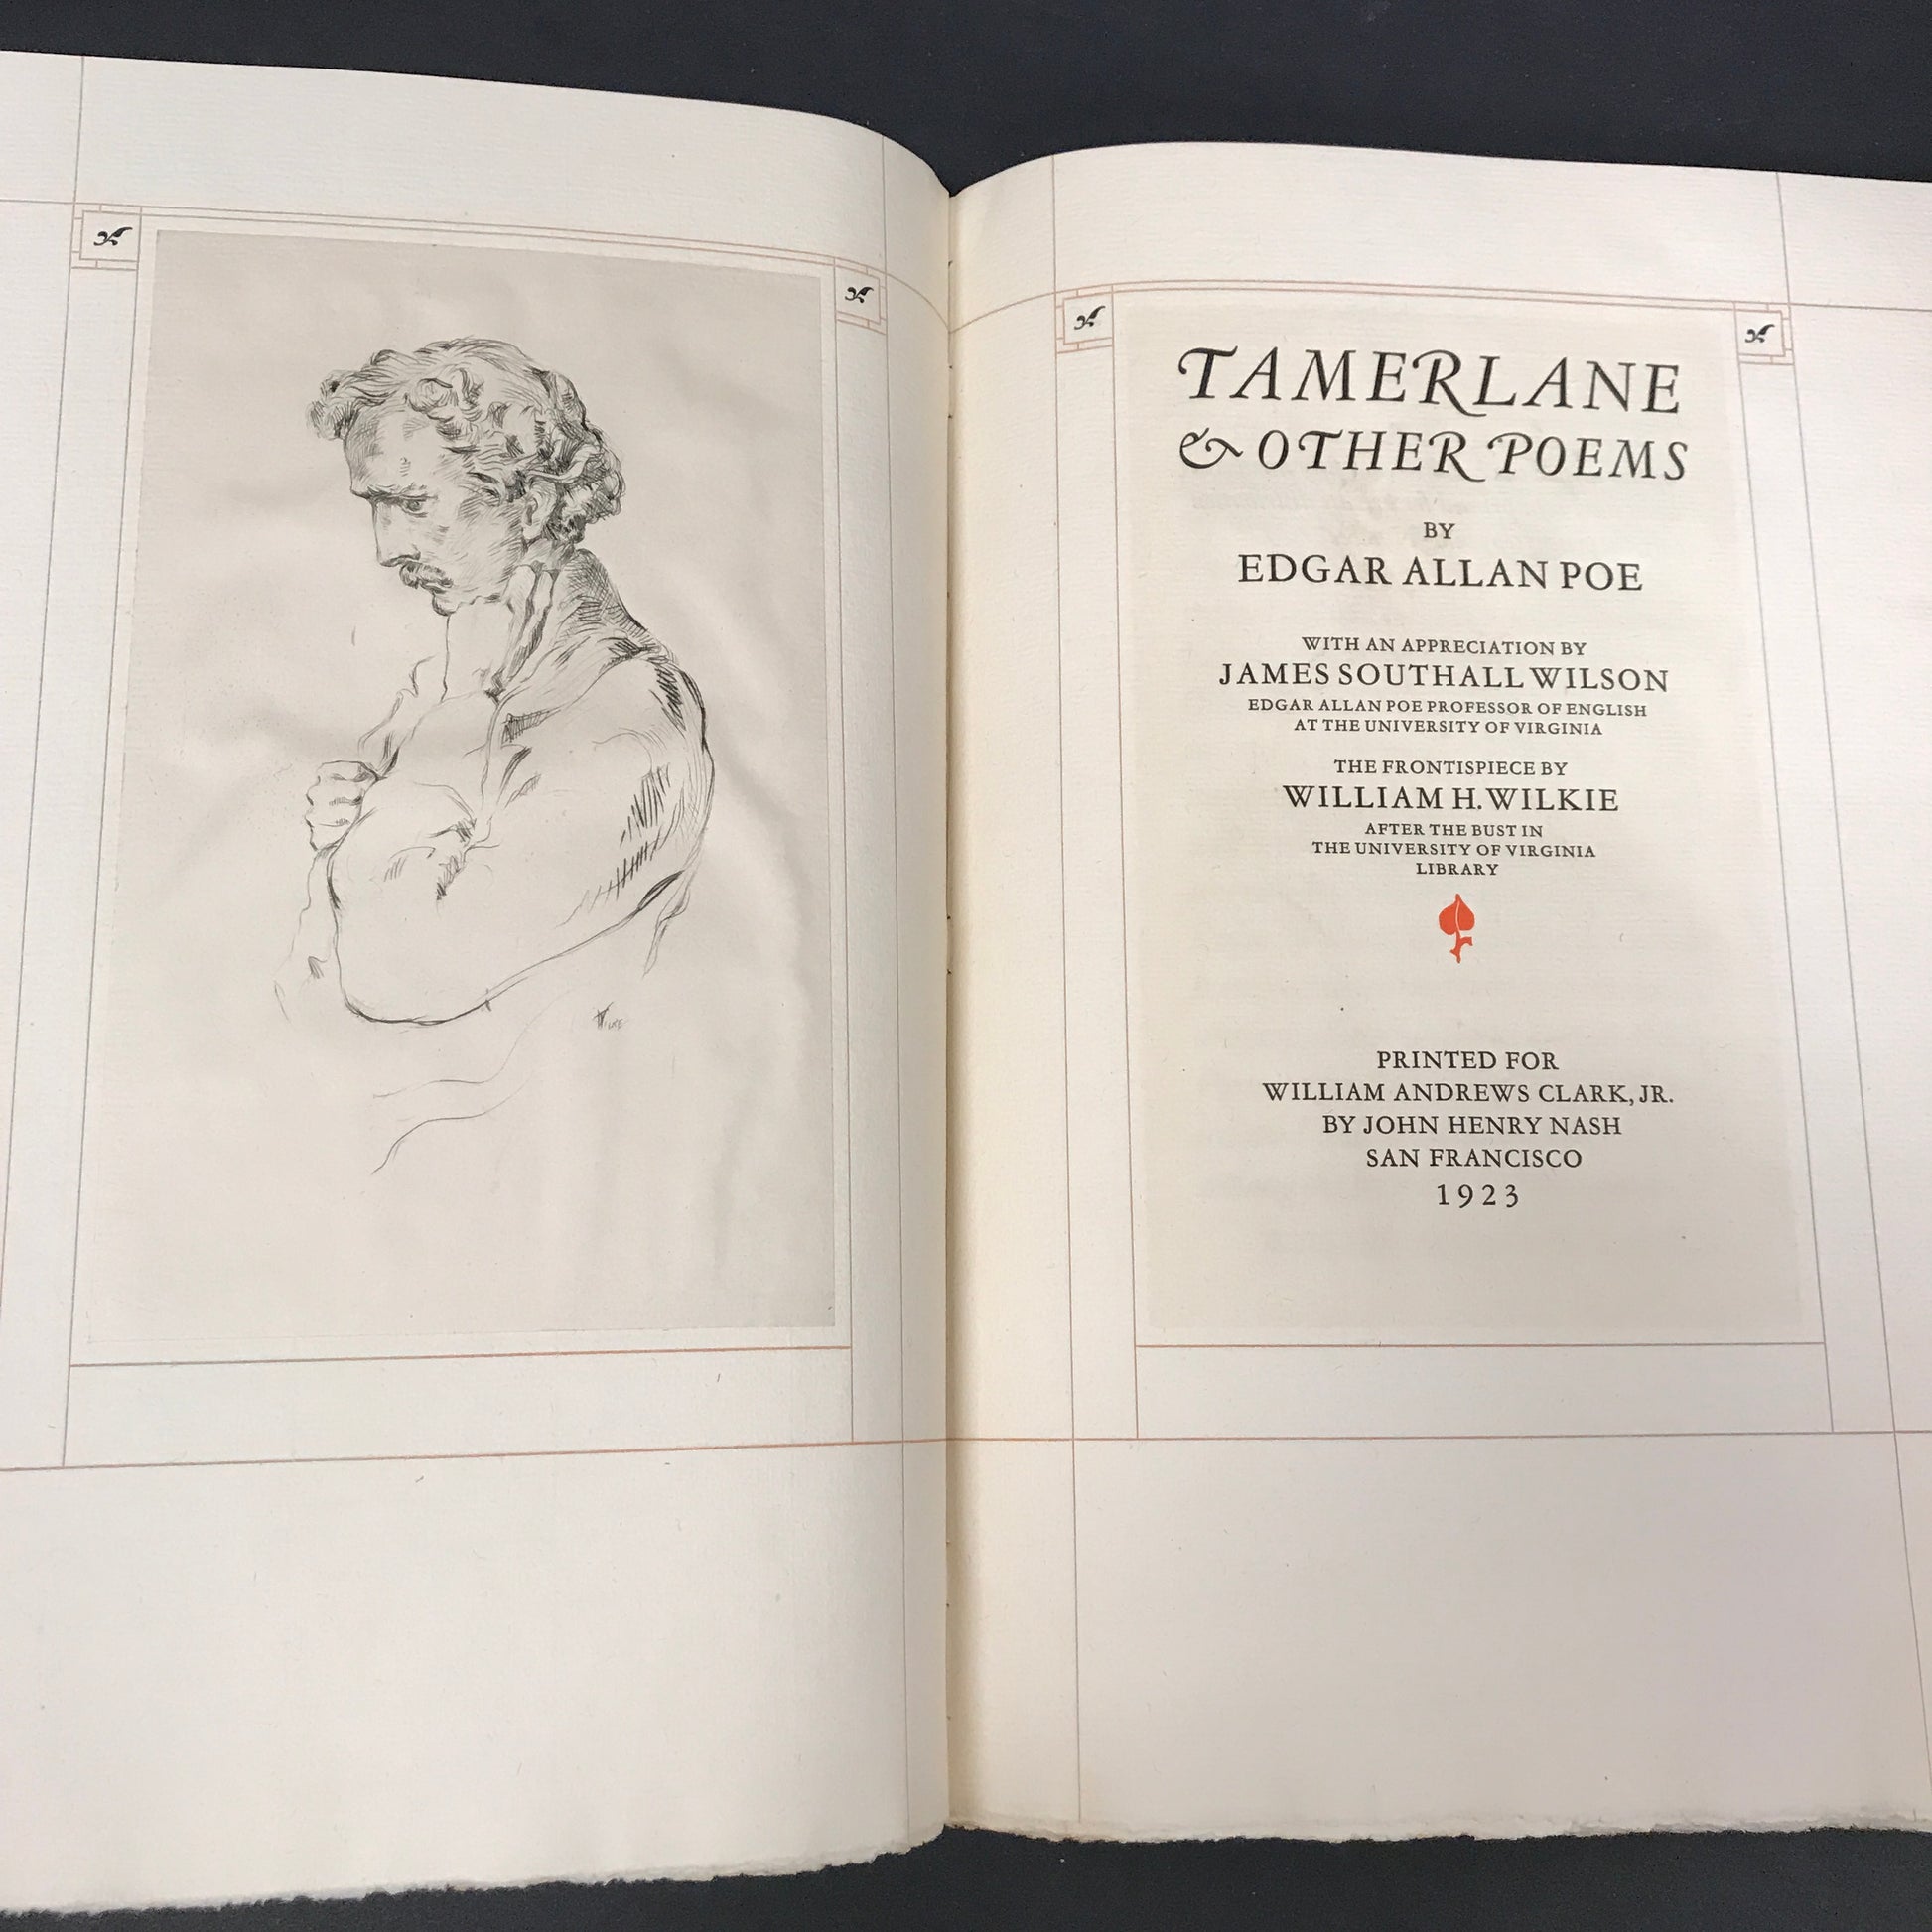 TAMERLANE
& OTHER POEMS
BY
EDGAR ALLAN POE
WITH AN APPRECIATION BY
JAMES SOUTHALL WILSON
EDGAR ALLAN POE PROFESSOR OF ENGLISH
AT THE UNIVERSITY OF VIRGINIA
THE FRONTISPIECE BY
WILLIAM H. WILKIE
AFTER THE BUST IN
THE UNIVERSITY OF VIRGINIA
LIBRARY
PRINTED FOR
WILLIAM ANDREWS CLARK, JR.
BY JOHN HENRY NASH
SAN FRANCISCO
1923